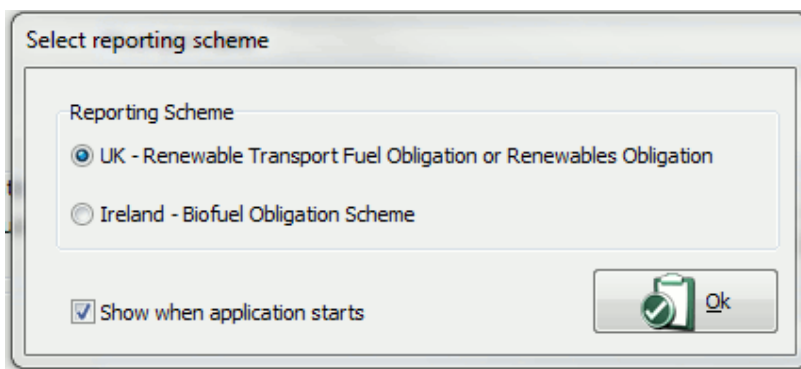 Select reporting scheme
Reporting Scheme
UK - Renewable Transport Fuel Obligation or Renewables Obligation
Ireland - Biofuel Obligation Scheme
Show when application starts
Ok